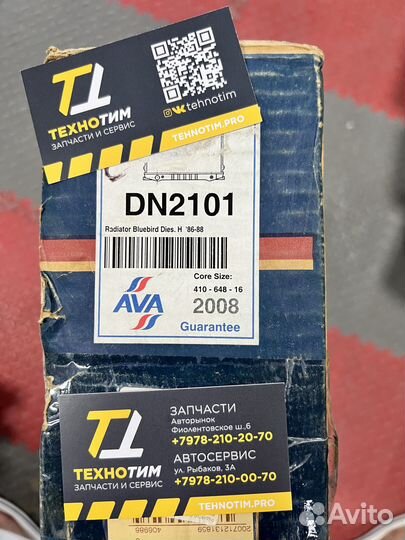 ТЕХНОТИМ
ЗАПЧАСТИ И СЕРВИС
tehnotim
TEHNOTIM.PRO
DN2101
Radiator Bluebird Dies. H '86-88
Core Size:
410 - 648 - 16
AVA
2008
Guarantee
ТЕХНОТИМ
ЗАПЧАСТИ И СЕРВИС
ЗАПЧАСТИ
Авторынок
Фиолентовское ш.,6
+7978-210-20-70
АВТОСЕРВИС
ул. Рыбаков, 3А
+7978-210-00-70
TEHNOTIM.PRO
200712131859
406986
Avito